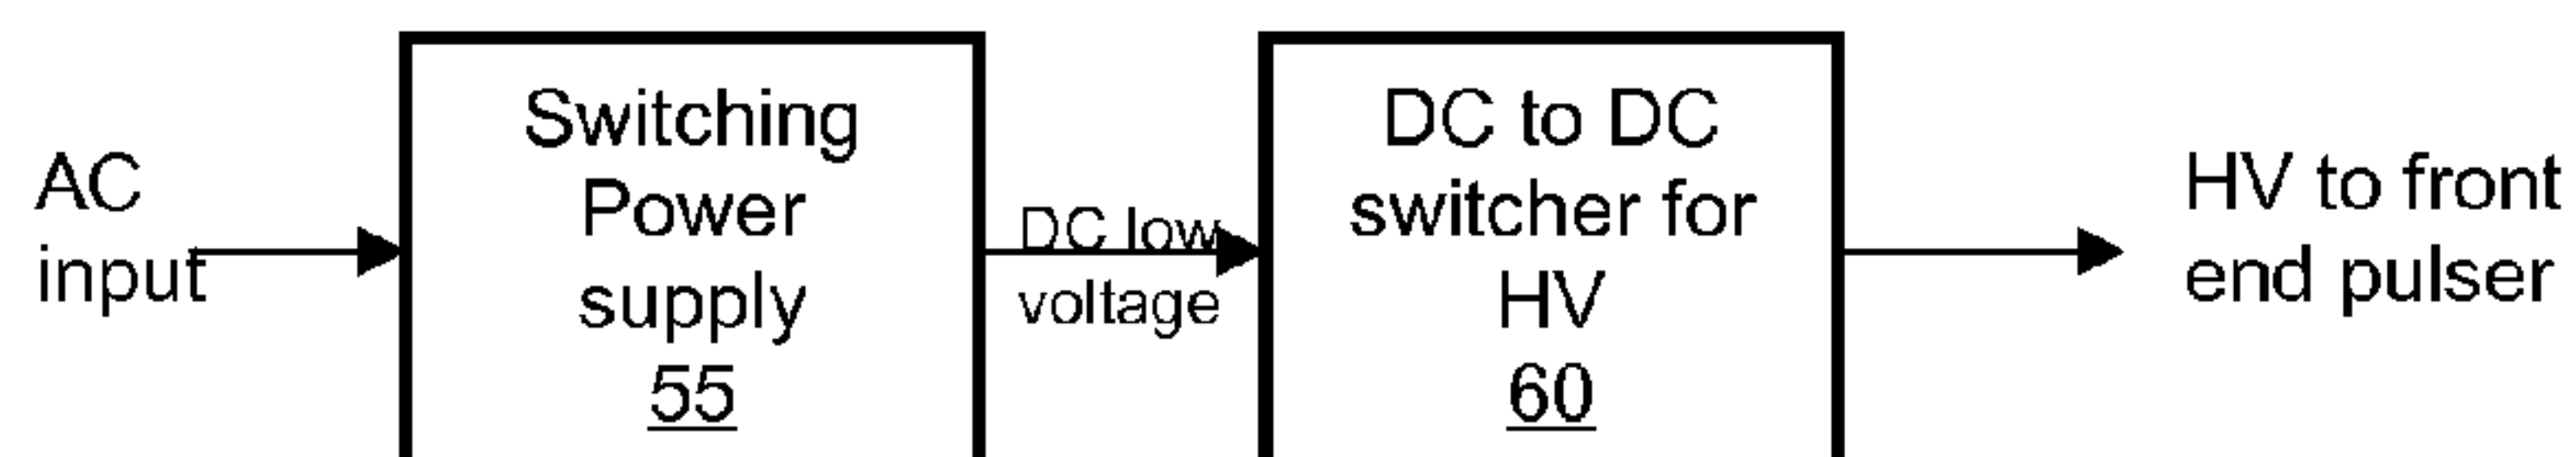 AC
input
Switching
Power
supply
55
DC low
voltage
DC to DC
switcher for
HV
60
HV to front
end pulser